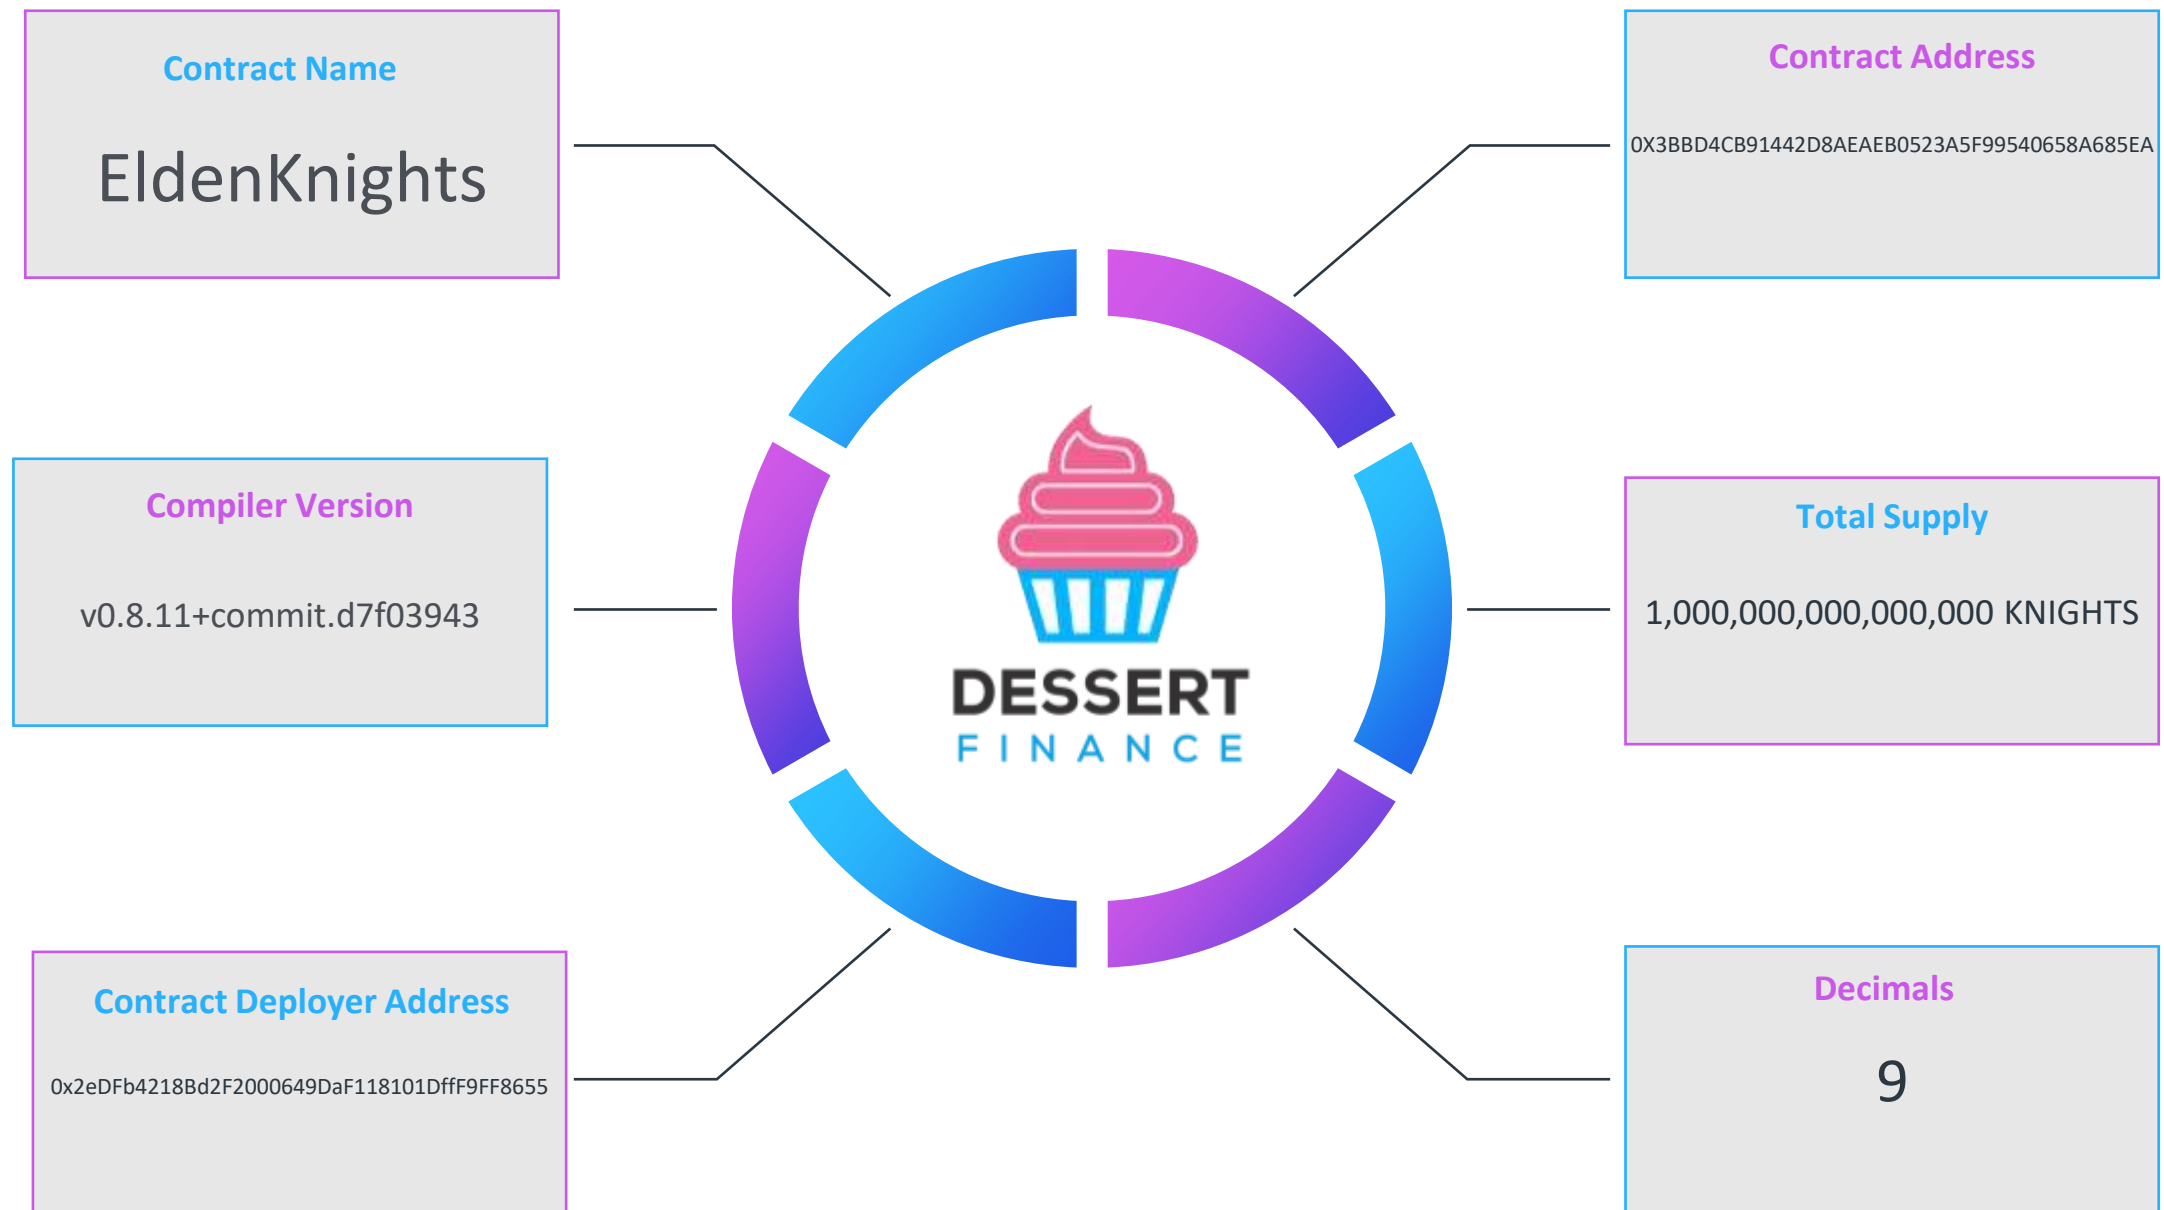 Contract Name
EldenKnights
Contract Address
0X3BBD4CB91442D8AEAEB0523A5F99540658A685EA
Compiler Version
v0.8.11+commit.d7f03943
Total Supply
1,000,000,000,000,000 KNIGHTS
DESSERT
FINANCE
Contract Deployer Address
0x2eDFb4218Bd2F2000649DaF118101DffF9FF8655
Decimals
9